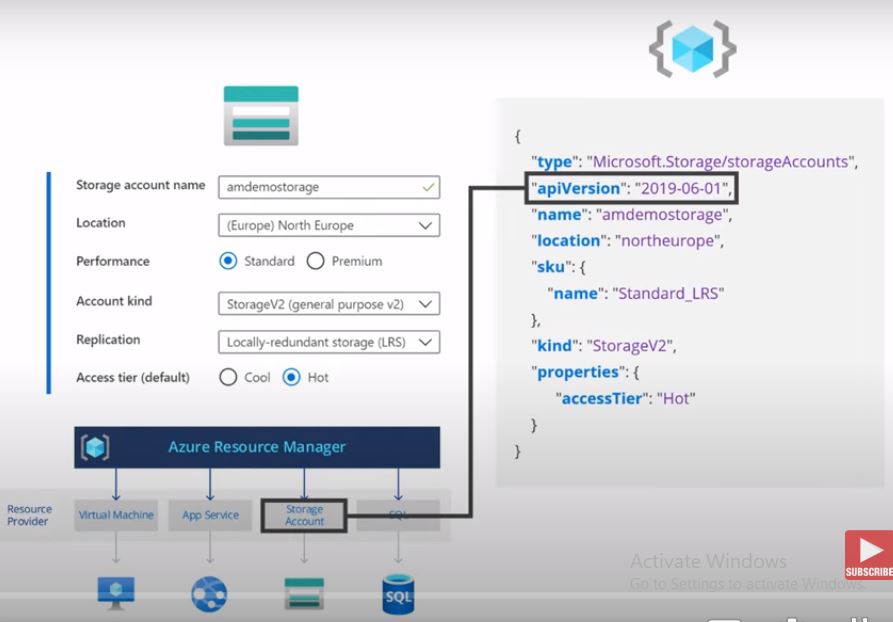 Storage account name
amdemostorage
Location
(Europe) North Europe
Performance
Standard
Premium
Account kind
StorageV2 (general purpose v2)
Replication
Locally-redundant storage (LRS)
Access tier (default)
Cool
Hot
Azure Resource Manager
Resource
Provider
Virtual Machine
App Service
Storage
Account
SQL
SQL
{
"type": "Microsoft.Storage/storageAccounts",
"apiVersion": "2019-06-01",
"name": "amdemostorage",
"location": "northeurope",
"sku": {
"name": "Standard_LRS"
},
"kind": "StorageV2",
"properties": {
"accessTier": "Hot"
}
}
Activate Windows
Go to Settings to activate Windows.
SUBSCRIBE